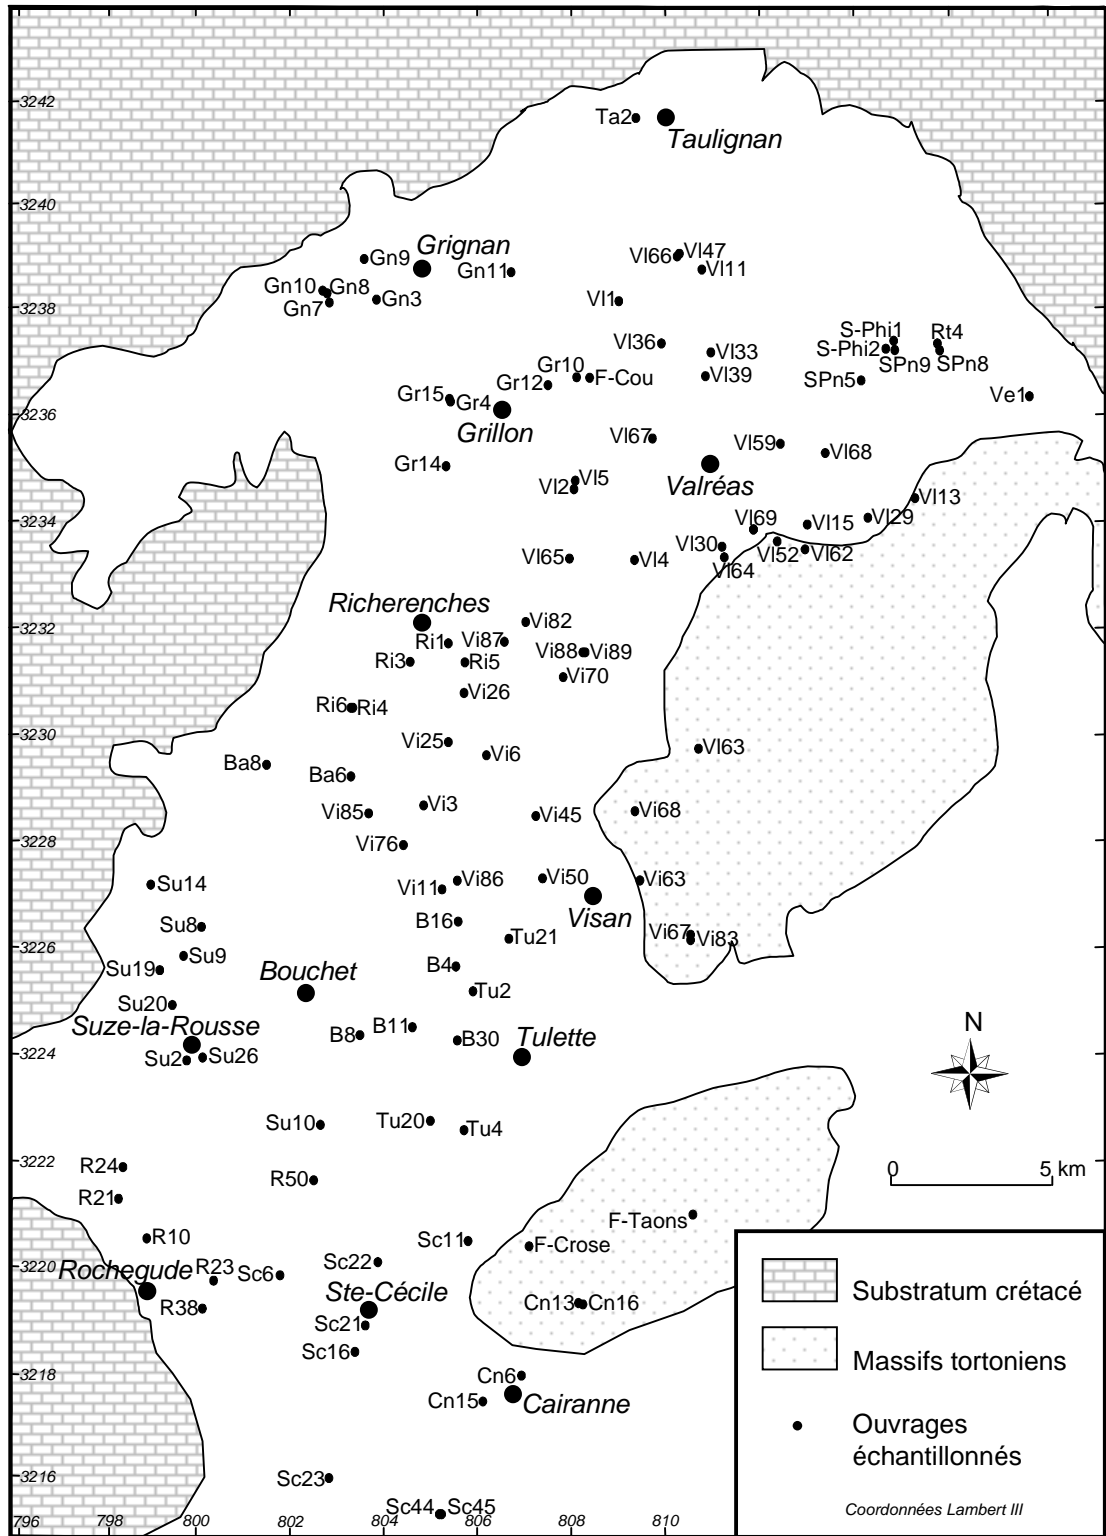 3242
Ta2
Taulignan
3240
Grignan
Gn9
Gn11
Vl66
Vl47
Vl11
Gn10
Gn8
Gn7
Gn3
3238
Vl1
S-Phi1
Rt4
Vl36
Vl33
S-Phi2
SPn9
SPn8
Gr10
F-Cou
Gr12
Vl39
SPn5
Ve1
Gr15
Gr4
3236
Grillon
Vl67
Vl59
Vl68
Gr14
Valréas
Vl5
Vl2
Vl13
3234
Vl69
Vl15
Vl29
Vl30
Vl52
Vl62
Vl65
Vl4
Vl64
Richerenches
3232
Vi82
Ri1
Vi87
Vi88
Vi89
Ri3
Ri5
Vi70
Vi26
Ri6
Ri4
3230
Vi25
Vi6
Vl63
Ba8
Ba6
Vi85
Vi3
Vi45
Vi68
3228
Vi76
Su14
Vi11
Vi86
Vi50
Vi63
Visan
Su8
B16
Vi67
Vi83
3226
Tu21
Su9
Su19
Bouchet
B4
Su20
Tu2
Suze-la-Rousse
B8
B11
B30
Tulette
N
3224
Su2
Su26
Su10
Tu20
Tu4
3222
R24
R50
0
5 km
R21
F-Taons
R10
Sc11
F-Crose
3220
Rochegude
R23
Sc6
Sc22
Ste-Cécile
R38
Cn13
Cn16
Substratum crétacé
Sc21
Sc16
Massifs tortoniens
3218
Cn6
Cn15
Cairanne
Ouvrages
échantillonnés
3216
Sc23
Sc44
Sc45
Coordonnées Lambert III
796
798
800
802
804
806
808
810